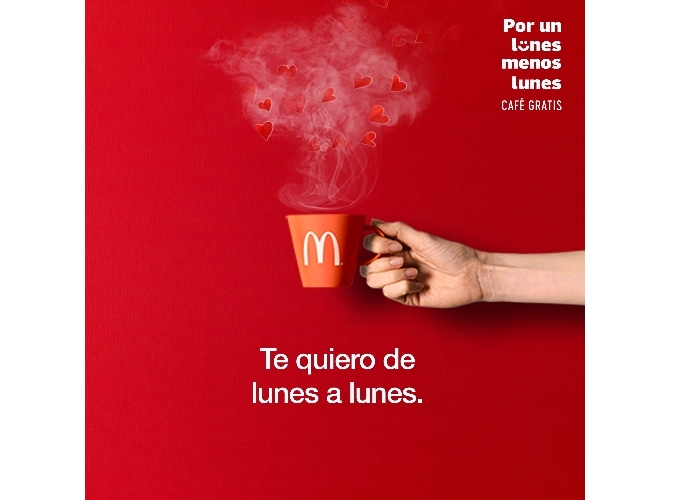 Por un
lunes
menos
lunes
CAFÉ GRATIS
M
Te quiero de
lunes a lunes.